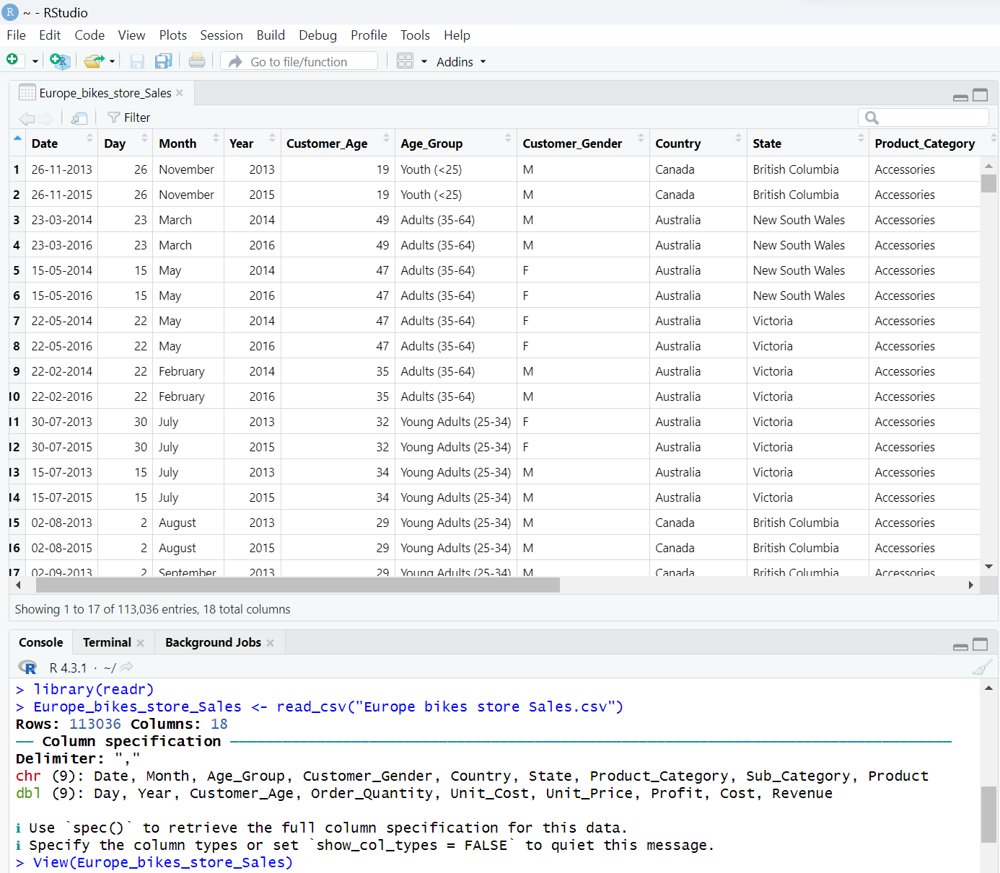 R ~ - RStudio
File Edit Code View Plots Session Build Debug Profile Tools Help
R Go to file/function Addins
Europe_bikes_store_Sales
Filter
Date Day Month Year Customer_Age Age_Group Customer_Gender Country State Product_Category
1 26-11-2013 26 November 2013 19 Youth (<25) M Canada British Columbia Accessories
2 26-11-2015 26 November 2015 19 Youth (<25) M Canada British Columbia Accessories
3 23-03-2014 23 March 2014 49 Adults (35-64) M Australia New South Wales Accessories
4 23-03-2016 23 March 2016 49 Adults (35-64) M Australia New South Wales Accessories
5 15-05-2014 15 May 2014 47 Adults (35-64) F Australia New South Wales Accessories
6 15-05-2016 15 May 2016 47 Adults (35-64) F Australia New South Wales Accessories
7 22-05-2014 22 May 2014 47 Adults (35-64) F Australia Victoria Accessories
8 22-05-2016 22 May 2016 47 Adults (35-64) F Australia Victoria Accessories
9 22-02-2014 22 February 2014 35 Adults (35-64) M Australia Victoria Accessories
10 22-02-2016 22 February 2016 35 Adults (35-64) M Australia Victoria Accessories
11 30-07-2013 30 July 2013 32 Young Adults (25-34) F Australia Victoria Accessories
12 30-07-2015 30 July 2015 32 Young Adults (25-34) F Australia Victoria Accessories
13 15-07-2013 15 July 2013 34 Young Adults (25-34) M Australia Victoria Accessories
14 15-07-2015 15 July 2015 34 Young Adults (25-34) M Australia Victoria Accessories
15 02-08-2013 2 August 2013 29 Young Adults (25-34) M Canada British Columbia Accessories
16 02-08-2015 2 August 2015 29 Young Adults (25-34) M Canada British Columbia Accessories
17 02-09-2013 2 September 2013 29 Young Adults (25-34) M Canada British Columbia Accessories
Showing 1 to 17 of 113,036 entries, 18 total columns
Console Terminal Background Jobs
R R 4.3.1 · ~/
> library(readr)
> Europe_bikes_store_Sales <- read_csv("Europe bikes store Sales.csv")
Rows: 113036 Columns: 18
── Column specification ──────────
Delimiter: ","
chr (9): Date, Month, Age_Group, Customer_Gender, Country, State, Product_Category, Sub_Category, Product
dbl (9): Day, Year, Customer_Age, Order_Quantity, Unit_Cost, Unit_Price, Profit, Cost, Revenue
ℹ Use `spec()` to retrieve the full column specification for this data.
ℹ Specify the column types or set `show_col_types = FALSE` to quiet this message.
> View(Europe_bikes_store_Sales)